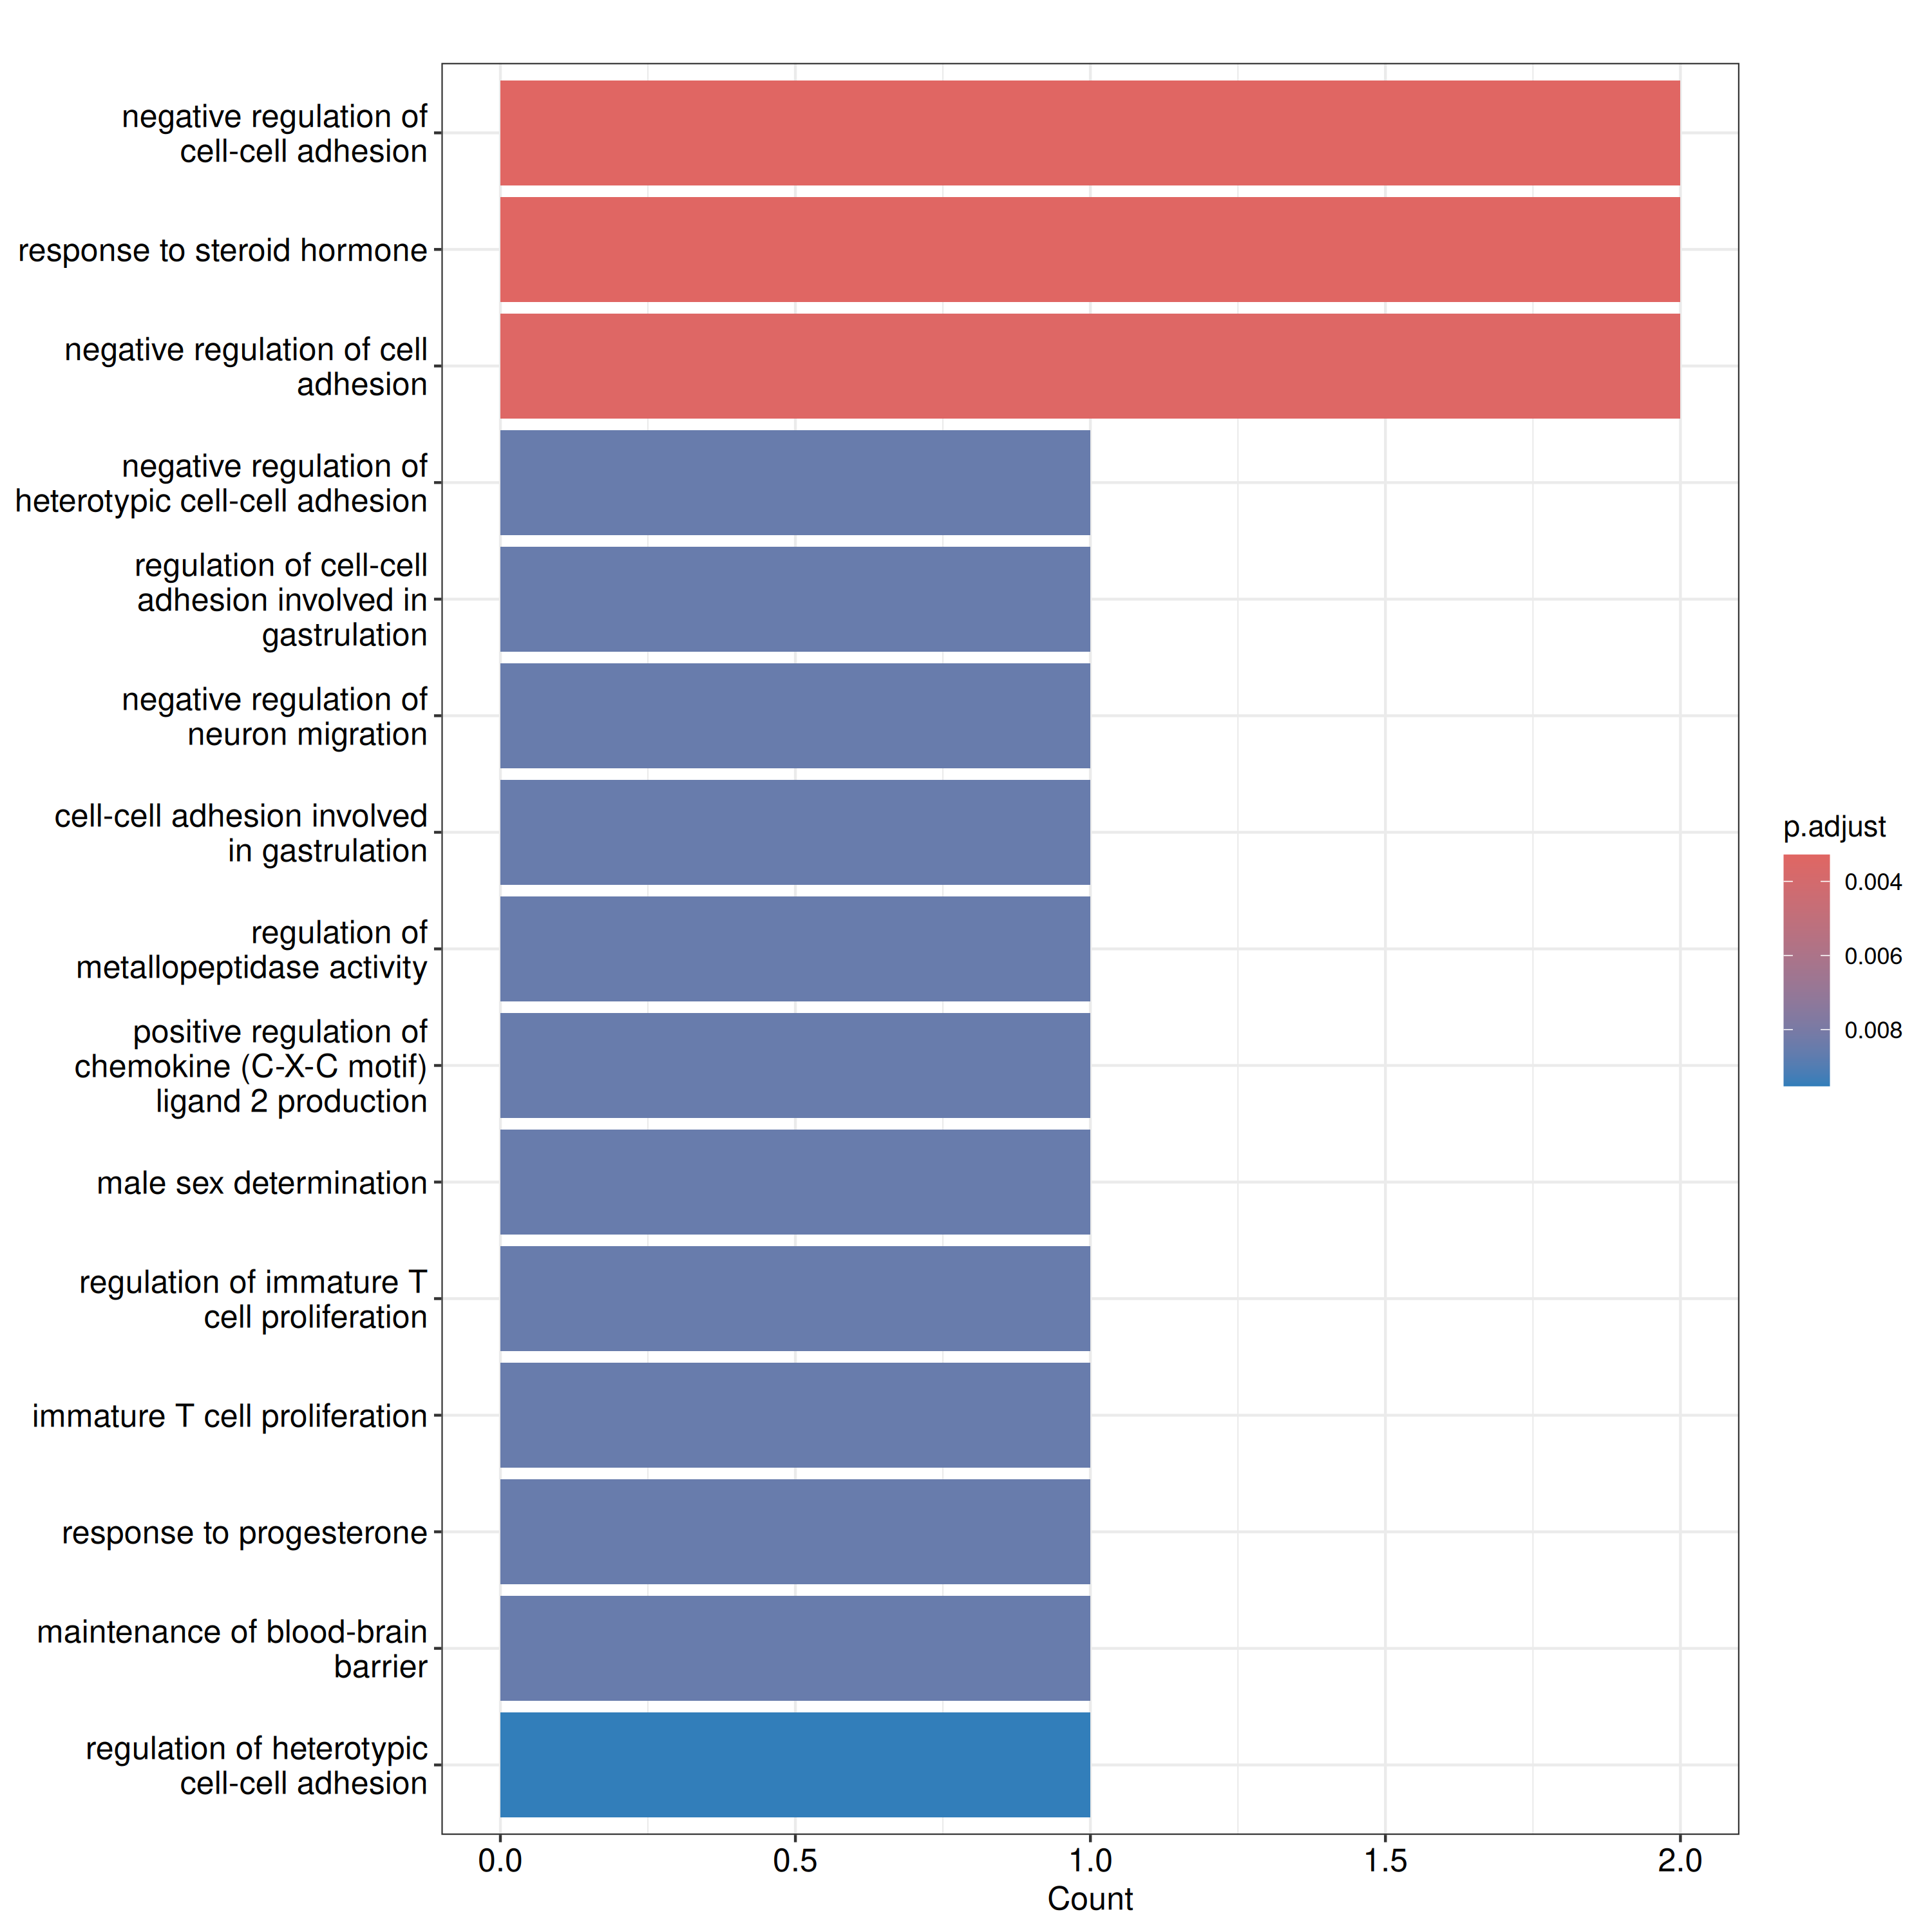 negative regulation of
cell-cell adhesion
response to steroid hormone
negative regulation of cell
adhesion
negative regulation of
heterotypic cell-cell adhesion
regulation of cell-cell
adhesion involved in
gastrulation
negative regulation of
neuron migration
cell-cell adhesion involved
in gastrulation
regulation of
metallopeptidase activity
positive regulation of
chemokine (C-X-C motif)
ligand 2 production
male sex determination
regulation of immature T
cell proliferation
immature T cell proliferation
response to progesterone
maintenance of blood-brain
barrier
regulation of heterotypic
cell-cell adhesion
0.0 0.5 1.0 1.5 2.0
Count
p.adjust
0.004
0.006
0.008